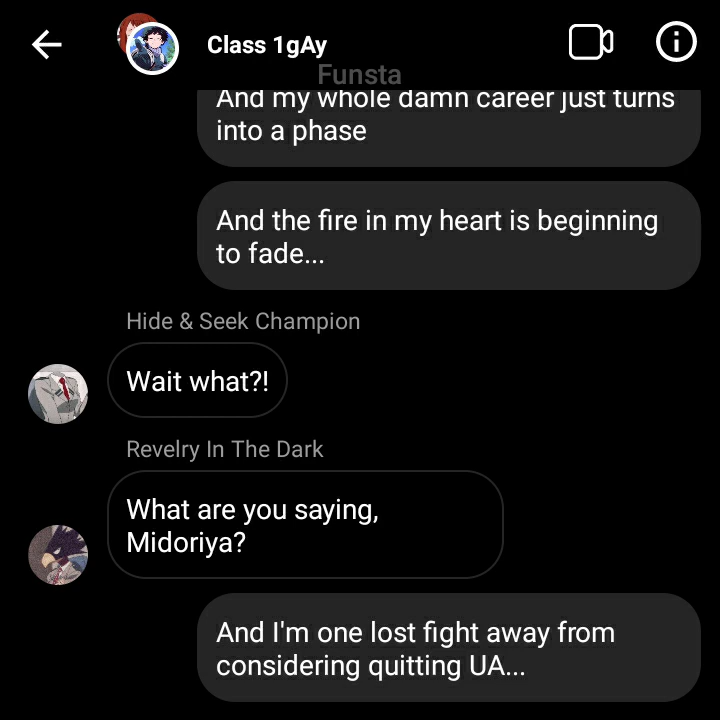 Class 1gAy
Funsta
And my whole damn career just turns
into a phase
And the fire in my heart is beginning
to fade...
Hide & Seek Champion
Wait what?!
Revelry In The Dark
What are you saying,
Midoriya?
And I'm one lost fight away from
considering quitting UA...